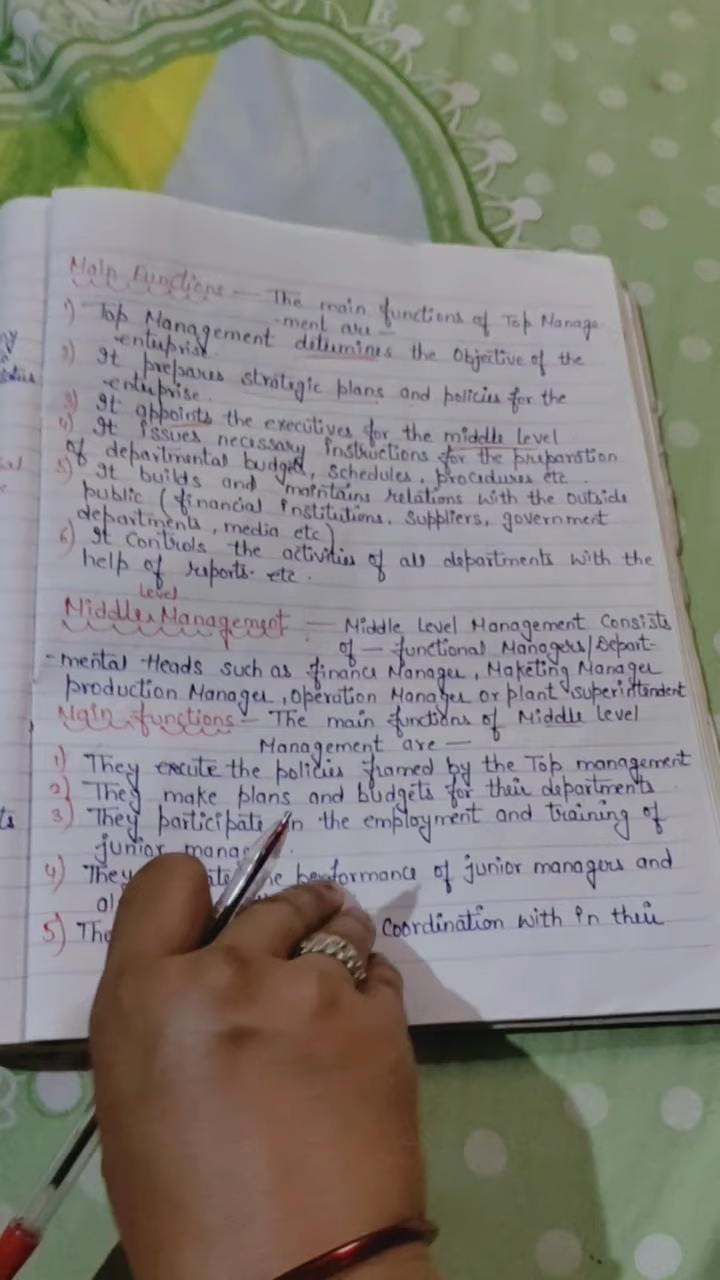 Main Functions — The main functions of Top Manage
-ment are —
1) Top Management determines the Objective of the
enterprise.
2) It prepares strategic plans and policies for the
enterprise.
3) It appoints the executives for the middle level
4) It issues necessary instructions for the preparation
of departmental budget, schedules, procedures etc.
5) It builds and maintains relations with the outside
public (financial institutions, suppliers, government
departments, media etc)
6) It controls the activities of all departments with the
help of reports. etc.
Level
Middle Management :— Middle Level Management Consists
of — functional Managers/Depart-
-mental Heads such as finance Manager, Maketing Manager
production Manager, Operation Manager or plant superintendent
Main functions — The main functions of Middle level
Management are —
1) They excute the policies framed by the Top management
2) They make plans and budgets for their departments
3) They participate in the employment and training of
junior
4) They performance of junior managers and
5) Coordination with in their